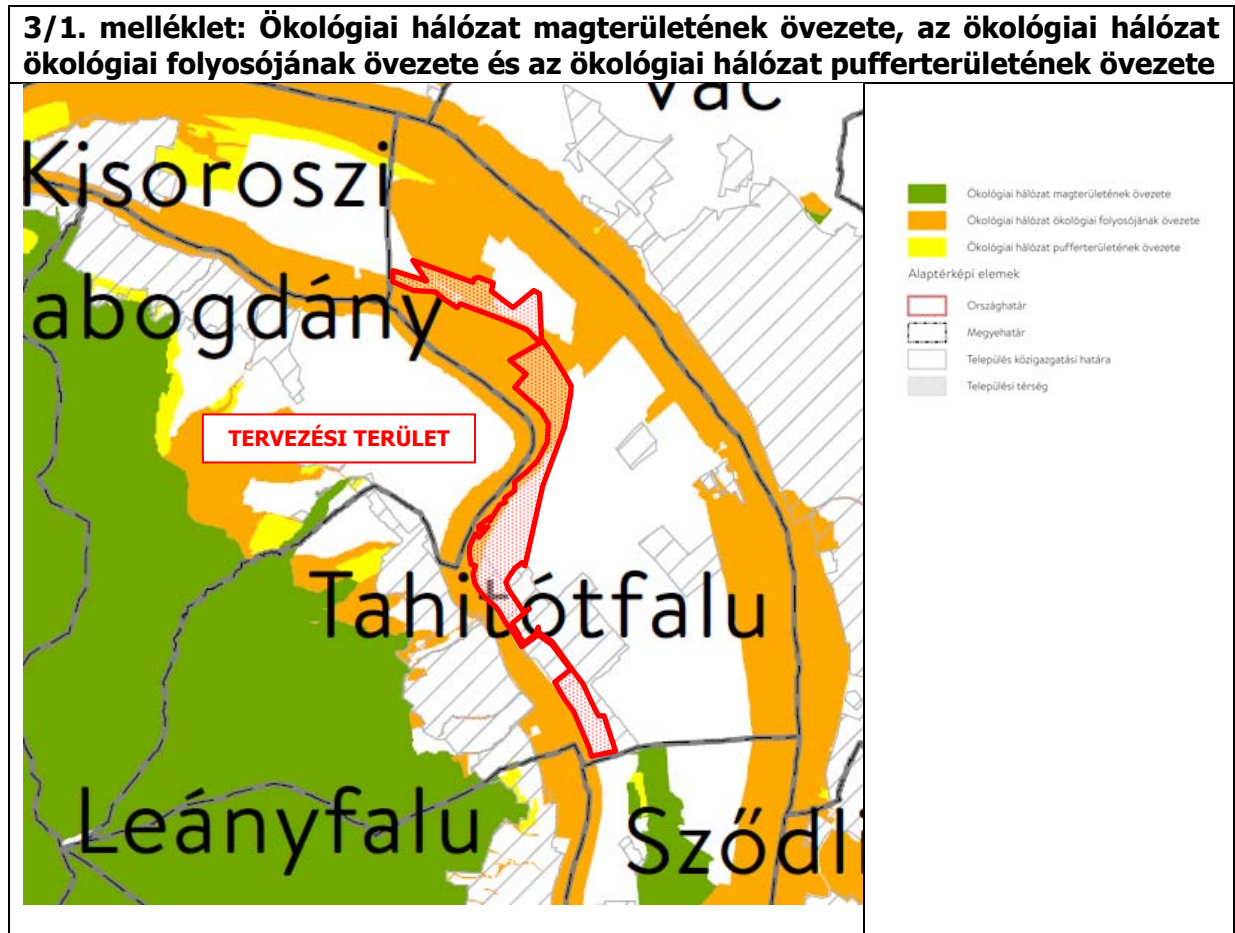 3/1. melléklet: Ökológiai hálózat magterületének övezete, az ökológiai hálózat
ökológiai folyosójának övezete és az ökológiai hálózat pufferterületének övezete
Vác
Kisoroszi
abogdány
TERVEZÉSI TERÜLET
Tahitótfalu
Leányfalu
Sződli
Ökológiai hálózat magterületének övezete
Ökológiai hálózat ökológiai folyosójának övezete
Ökológiai hálózat pufferterületének övezete
Alaptérképi elemek
Országhatár
Megyehatár
Település közigazgatási határa
Települési térség